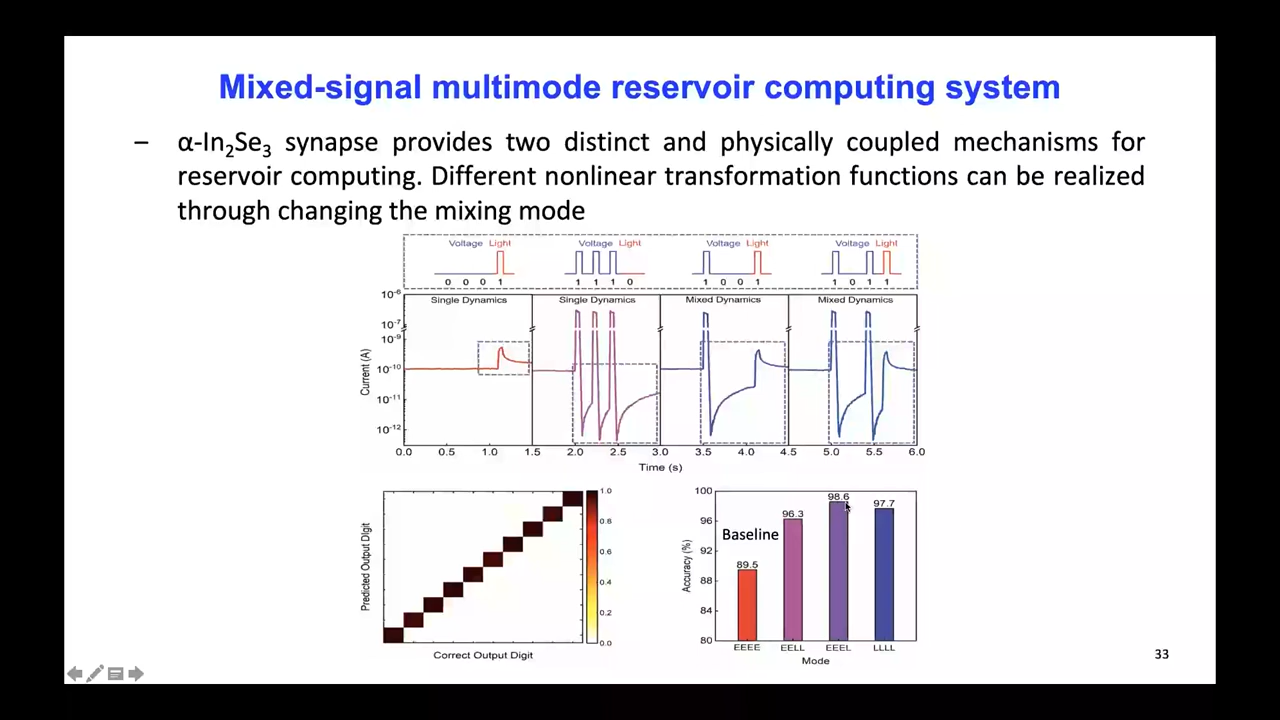 Mixed-signal multimode reservoir computing system
– α-In2Se3 synapse provides two distinct and physically coupled mechanisms for
reservoir computing. Different nonlinear transformation functions can be realized
through changing the mixing mode
Voltage Light
Voltage Light
Voltage Light
Voltage Light
0 0 0 1
1 1 1 0
1 0 0 1
1 0 1 1
Single Dynamics
Single Dynamics
Mixed Dynamics
Mixed Dynamics
10-6
10-7
10-9
10-10
10-11
10-12
Current (A)
0.0 0.5 1.0 1.5 2.0 2.5 3.0 3.5 4.0 4.5 5.0 5.5 6.0
Time (s)
Predicted Output Digit
Correct Output Digit
1.0
0.8
0.6
0.4
0.2
0.0
Accuracy (%)
100
96
92
88
84
80
Baseline
89.5
96.3
98.6
97.7
EEEE EELL EEEL LLLL
Mode
33